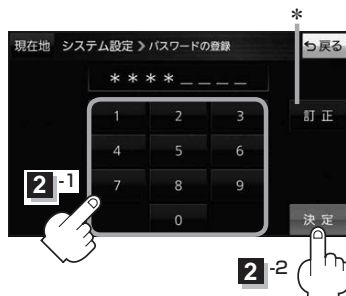 *
現在地 システム設定 > パスワードの登録 戻る
* * * * _ _ _ _
1 2 3 訂 正
4 5 6
7 8 9
0 決 定
2 -1
2 -2